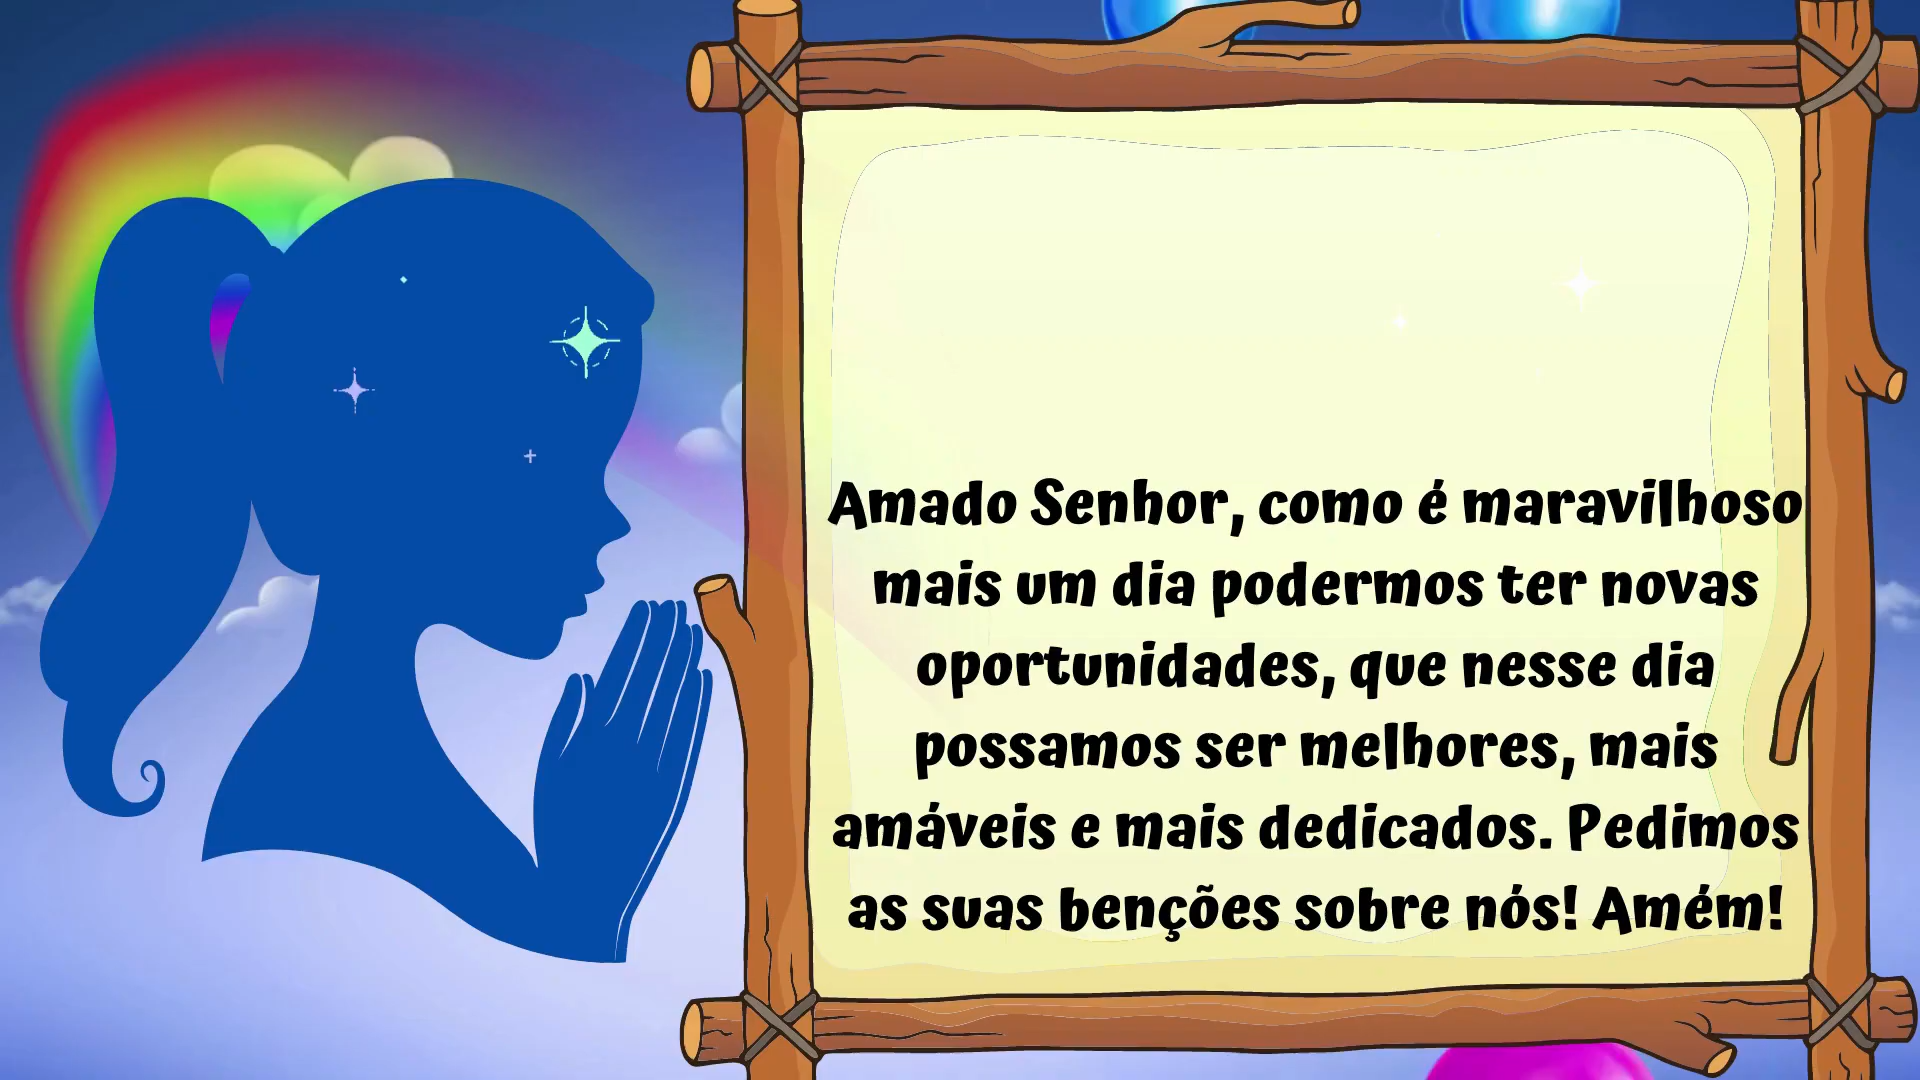 Amado Senhor, como é maravilhoso
mais um dia podermos ter novas
oportunidades, que nesse dia
possamos ser melhores, mais
amáveis e mais dedicados. Pedimos
as suas benções sobre nós! Amém!